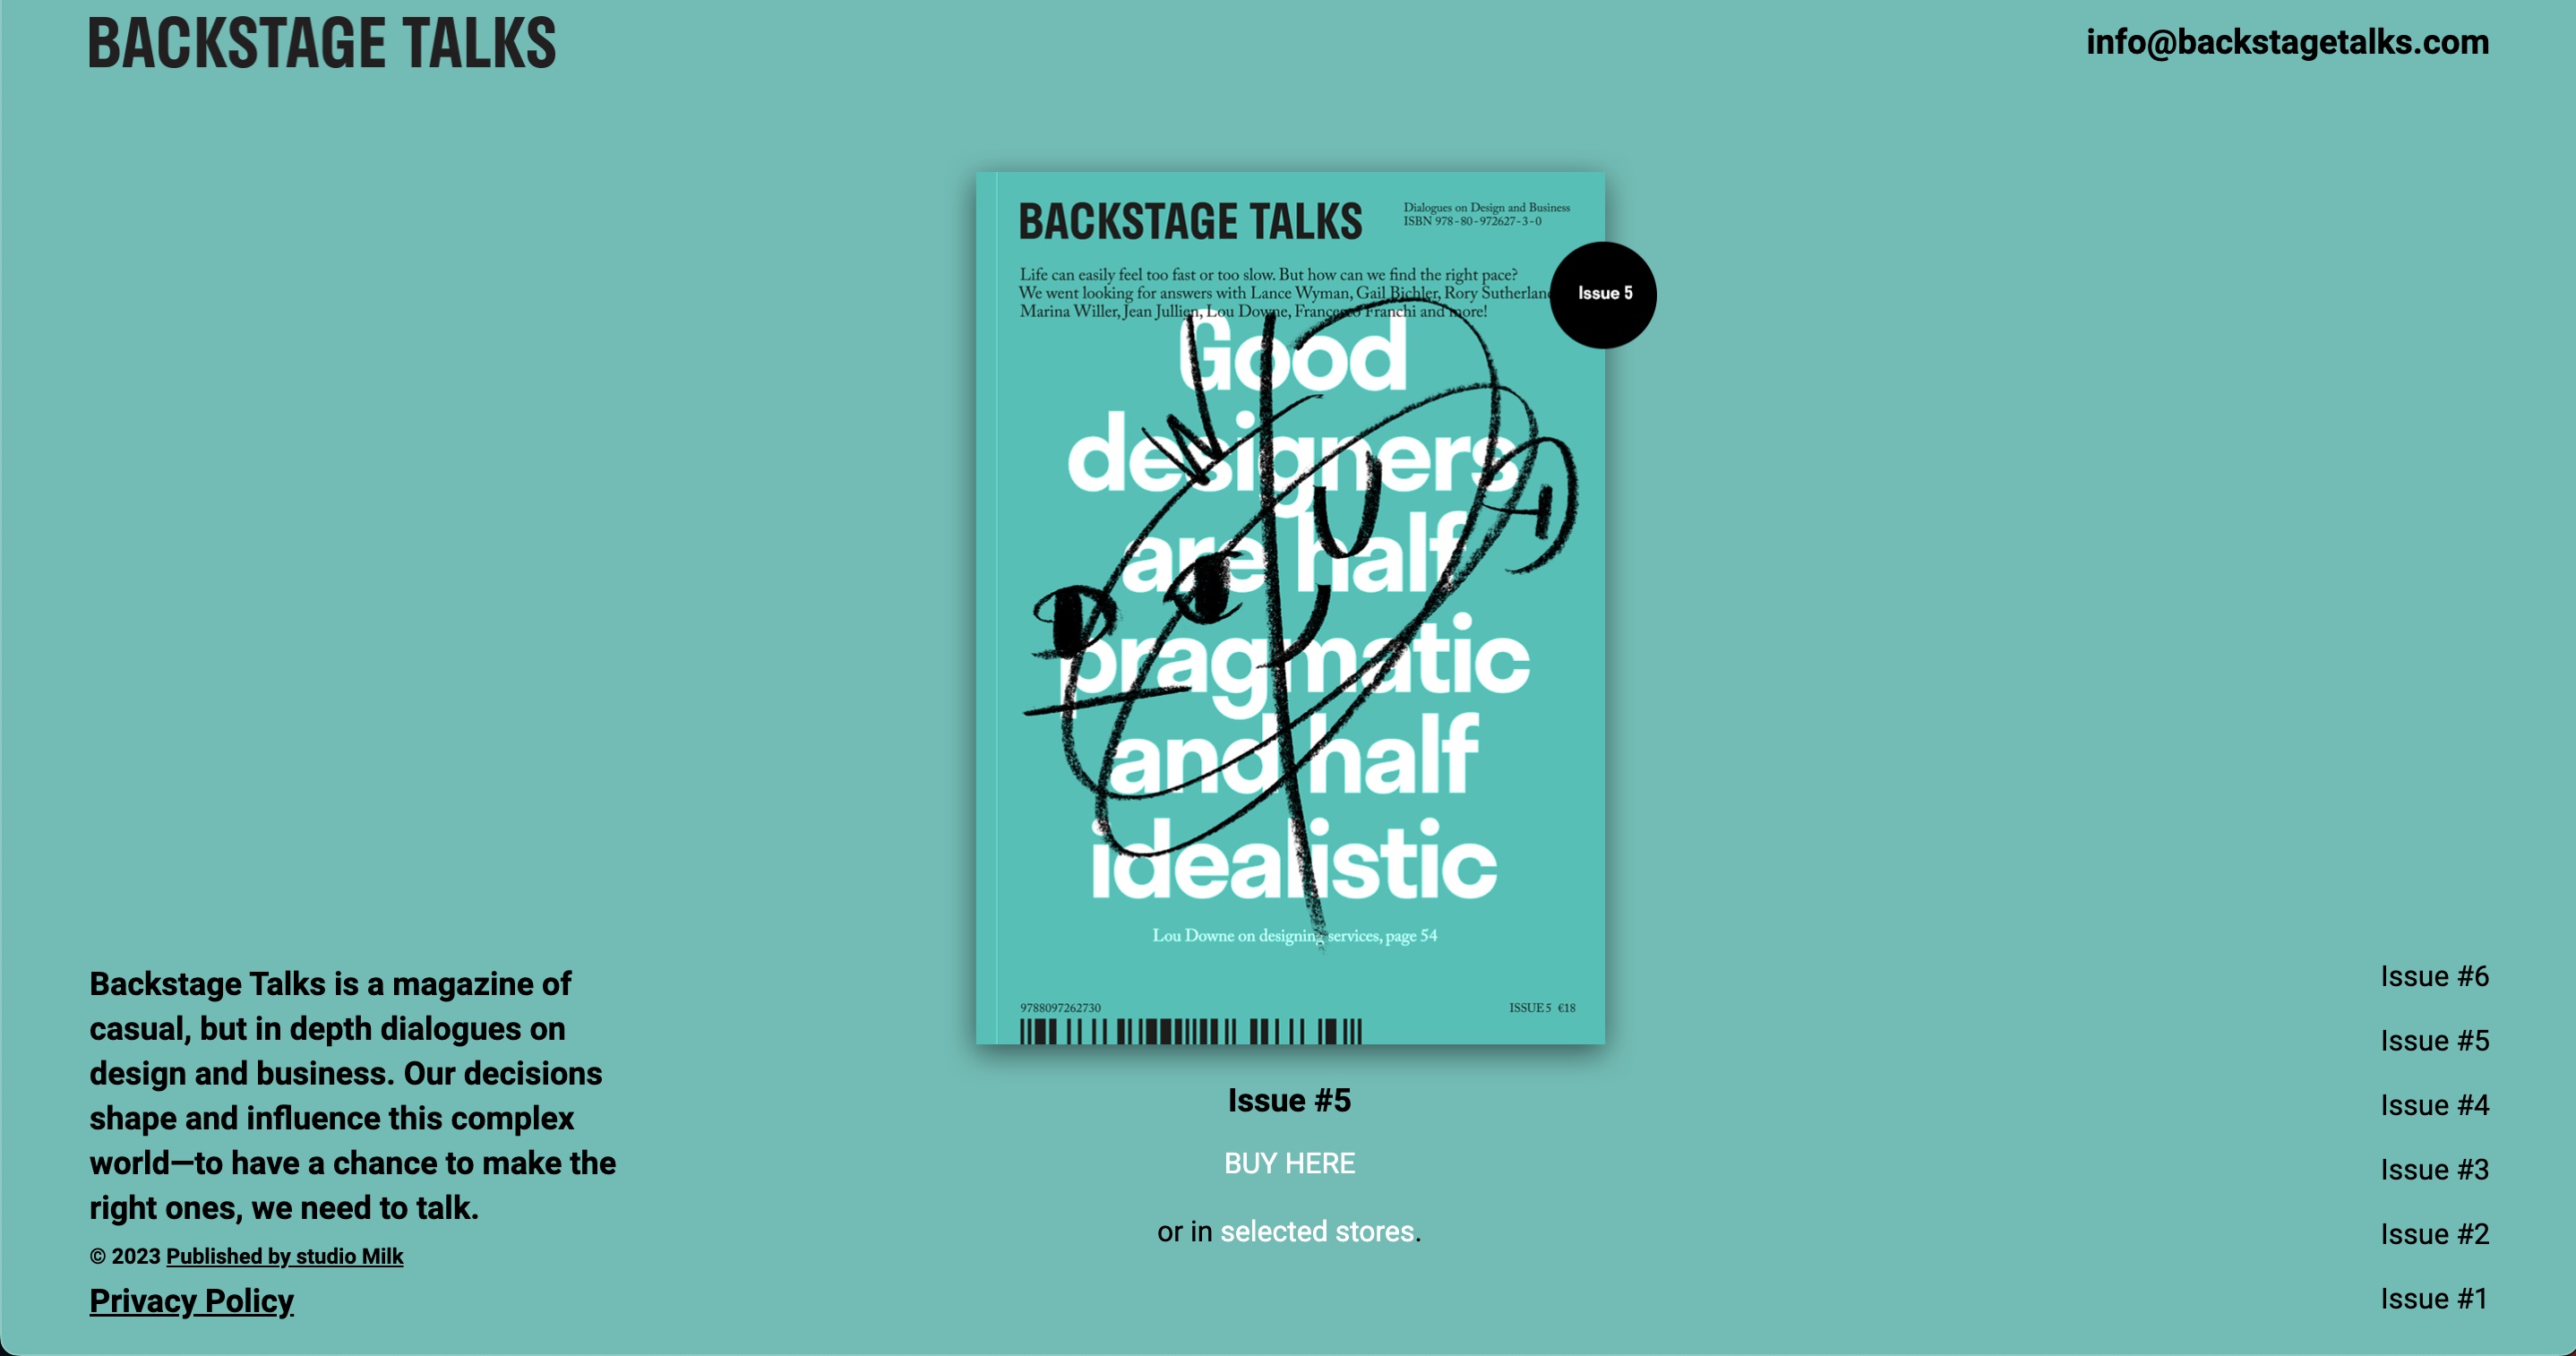 BACKSTAGE TALKS
info@backstagetalks.com
BACKSTAGE TALKS
Dialogues on Design and Business
ISBN 978-80-972627-3-0
Life can easily feel too fast or too slow. But how can we find the right pace?
We went looking for answers with Lance Wyman, Gail Bichler, Rory Sutherland
Marina Willer, Jean Jullien, Lou Downe, Francesco Franchi and more!
Issue 5
Good
designers
are half
pragmatic
and half
idealistic
Lou Downe on designing services, page 54
9788097262730
ISSUE 5 €18
Issue #5
BUY HERE
or in selected stores.
Backstage Talks is a magazine of
casual, but in depth dialogues on
design and business. Our decisions
shape and influence this complex
world—to have a chance to make the
right ones, we need to talk.
© 2023 Published by studio Milk
Privacy Policy
Issue #6
Issue #5
Issue #4
Issue #3
Issue #2
Issue #1